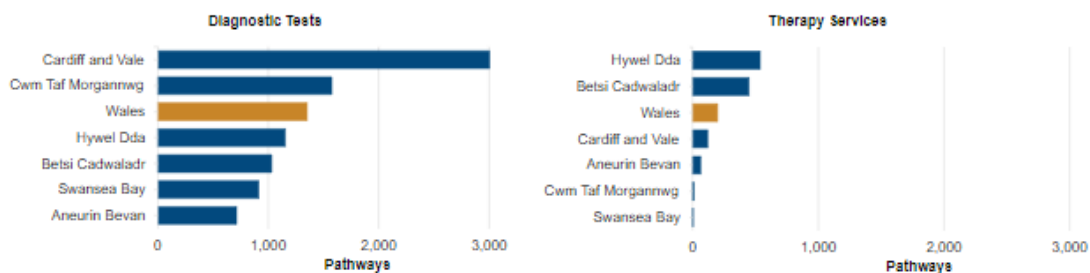 Diagnostic Tests
Cardiff and Vale
Cwm Taf Morgannwg
Wales
Hywel Dda
Betsi Cadwaladr
Swansea Bay
Aneurin Bevan
0 1,000 2,000 3,000
Pathways
Therapy Services
Hywel Dda
Betsi Cadwaladr
Wales
Cardiff and Vale
Aneurin Bevan
Cwm Taf Morgannwg
Swansea Bay
0 1,000 2,000 3,000
Pathways